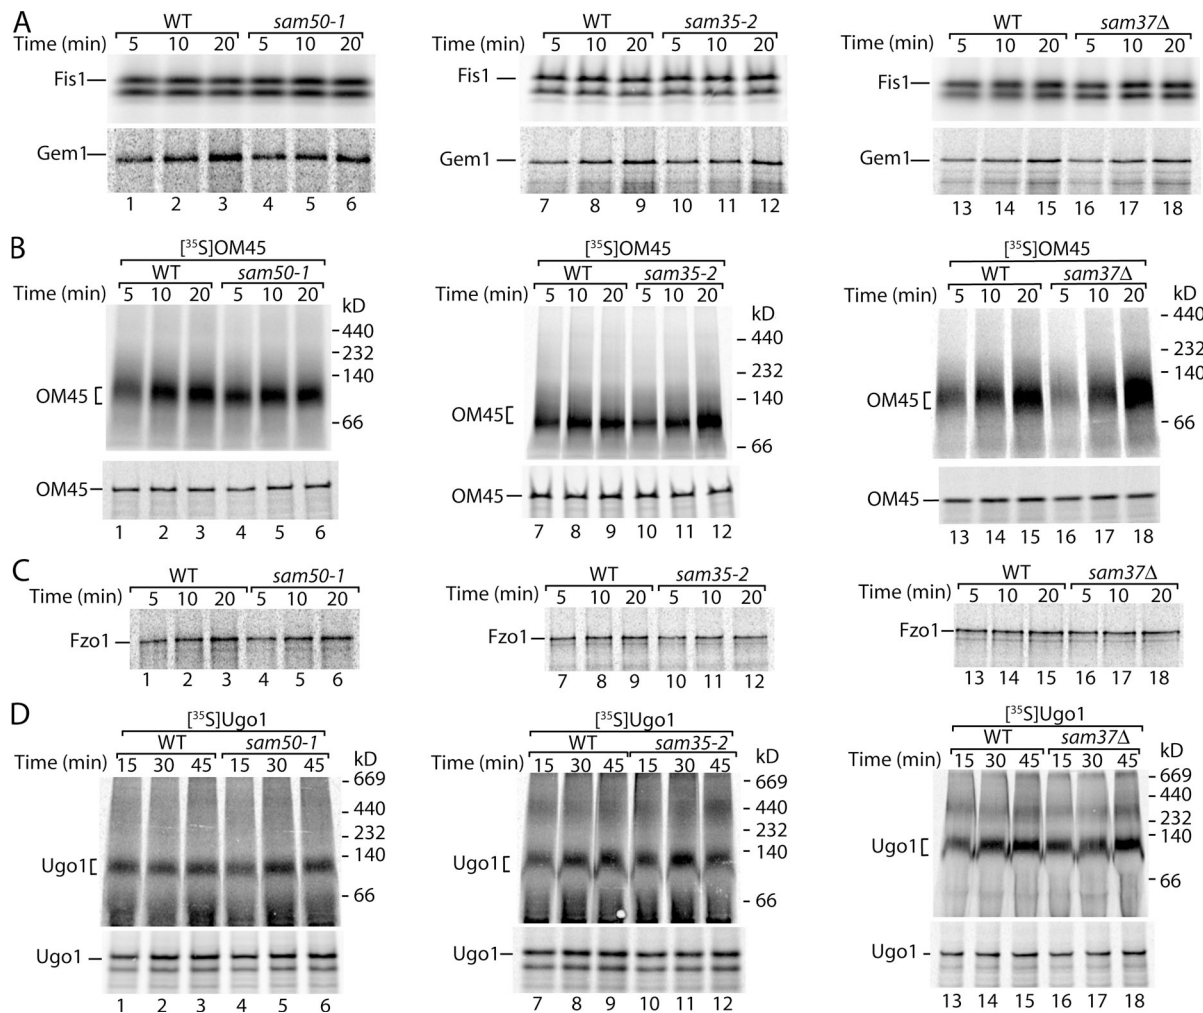 A
WT sam50-1 WT sam35-2 WT sam37Δ
Time (min) 5 10 20 5 10 20 Time (min) 5 10 20 5 10 20 Time (min) 5 10 20 5 10 20
Fis1 Fis1 Fis1
Gem1 Gem1 Gem1
1 2 3 4 5 6 7 8 9 10 11 12 13 14 15 16 17 18
B
[³⁵S]OM45 [³⁵S]OM45 [³⁵S]OM45
WT sam50-1 WT sam35-2 WT sam37Δ
Time (min) 5 10 20 5 10 20 kD Time (min) 5 10 20 5 10 20 kD Time (min) 5 10 20 5 10 20 kD
- 440 - 440 - 440
- 232 - 232 - 232
- 140 - 140 - 140
OM45 [ OM45 [ OM45 [
- 66 - 66 - 66
OM45 OM45 OM45
1 2 3 4 5 6 7 8 9 10 11 12 13 14 15 16 17 18
C
WT sam50-1 WT sam35-2 WT sam37Δ
Time (min) 5 10 20 5 10 20 Time (min) 5 10 20 5 10 20 Time (min) 5 10 20 5 10 20
Fzo1 Fzo1 Fzo1
1 2 3 4 5 6 7 8 9 10 11 12 13 14 15 16 17 18
D
[³⁵S]Ugo1 [³⁵S]Ugo1 [³⁵S]Ugo1
WT sam50-1 WT sam35-2 WT sam37Δ
Time (min) 15 30 45 15 30 45 kD Time (min) 15 30 45 15 30 45 kD Time (min) 15 30 45 15 30 45 kD
- 669 - 669 - 669
- 440 - 440 - 440
- 232 - 232 - 232
- 140 - 140 - 140
Ugo1 [ Ugo1 [ Ugo1 [
- 66 - 66 - 66
Ugo1 Ugo1 Ugo1
1 2 3 4 5 6 7 8 9 10 11 12 13 14 15 16 17 18